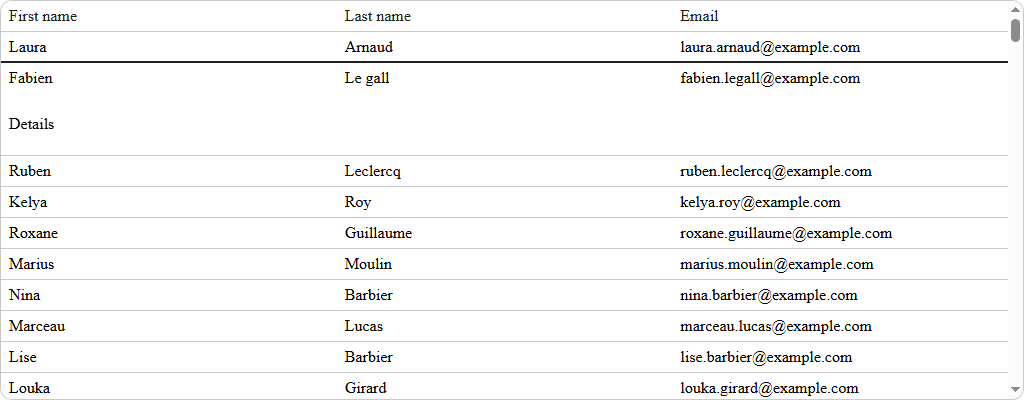 First name Last name Email
Laura Arnaud laura.arnaud@example.com
Fabien Le gall fabien.legall@example.com
Details
Ruben Leclercq ruben.leclercq@example.com
Kelya Roy kelya.roy@example.com
Roxane Guillaume roxane.guillaume@example.com
Marius Moulin marius.moulin@example.com
Nina Barbier nina.barbier@example.com
Marceau Lucas marceau.lucas@example.com
Lise Barbier lise.barbier@example.com
Louka Girard louka.girard@example.com